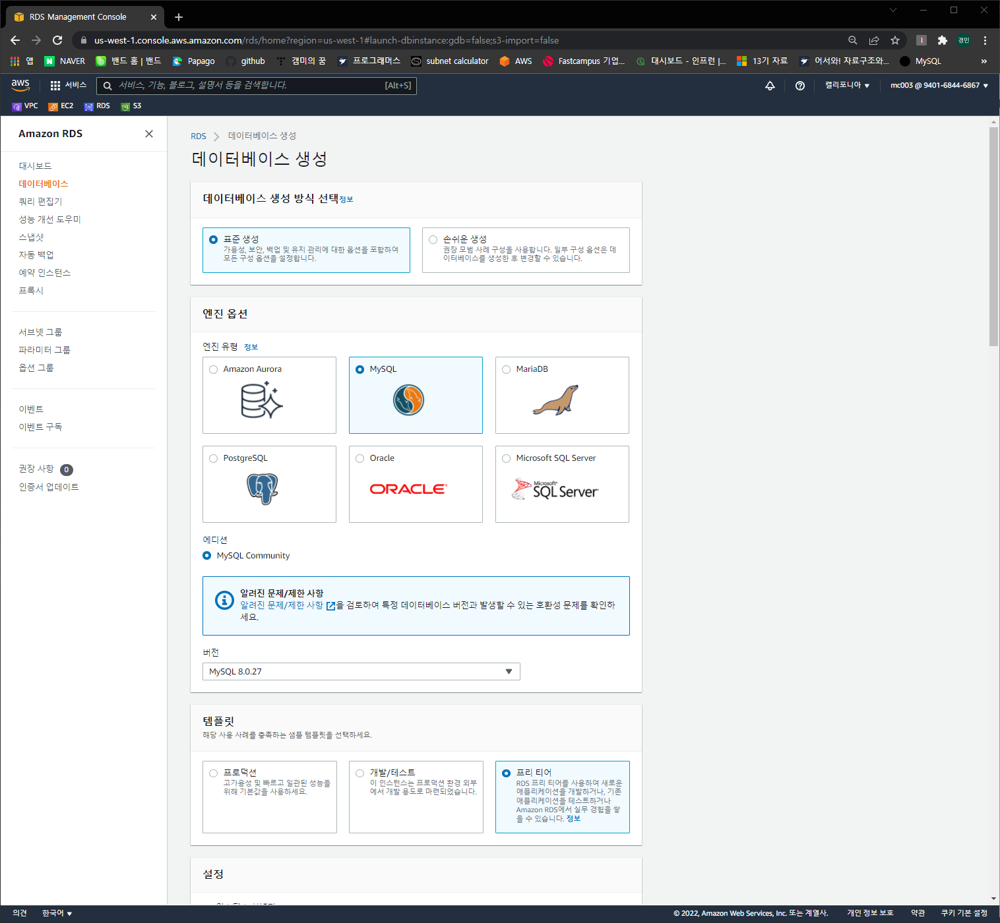 RDS Management Console
us-west-1.console.aws.amazon.com/rds/home?region=us-west-1#launch-dbinstance:gdb=false;s3-import=false
경민
앱 NAVER 밴드 홈 | 밴드 Papago github 캠미의 꿈 프로그래머스 subnet calculator AWS Fastcampus 기업... 대시보드 - 인프런 |... 13기 자료 어서와! 자료구조와... MySQL »
aws 서비스 서비스, 기능, 블로그, 설명서 등을 검색합니다. [Alt+S] 캘리포니아 mc003 @ 9401-6844-6867
VPC EC2 RDS S3
Amazon RDS
대시보드
데이터베이스
쿼리 편집기
성능 개선 도우미
스냅샷
자동 백업
예약 인스턴스
프록시
서브넷 그룹
파라미터 그룹
옵션 그룹
이벤트
이벤트 구독
권장 사항 0
인증서 업데이트
RDS 데이터베이스 생성
데이터베이스 생성
데이터베이스 생성 방식 선택정보
표준 생성
가용성, 보안, 백업 및 유지 관리에 대한 옵션을 포함하여
모든 구성 옵션을 설정합니다.
손쉬운 생성
권장 모범 사례 구성을 사용합니다. 일부 구성 옵션은 데
이터베이스를 생성한 후 변경할 수 있습니다.
엔진 옵션
엔진 유형 정보
Amazon Aurora
MySQL
MariaDB
PostgreSQL
Oracle
ORACLE
Microsoft SQL Server
Microsoft
SQL Server
에디션
MySQL Community
알려진 문제/제한 사항
알려진 문제/제한 사항 을 검토하여 특정 데이터베이스 버전과 발생할 수 있는 호환성 문제를 확인하
세요.
버전
MySQL 8.0.27
템플릿
해당 사용 사례를 충족하는 샘플 템플릿을 선택하세요.
프로덕션
고가용성 및 빠르고 일관된 성능을
위해 기본값을 사용하세요.
개발/테스트
이 인스턴스는 프로덕션 환경 외부
에서 개발 용도로 마련되었습니다.
프리 티어
RDS 프리 티어를 사용하여 새로운
애플리케이션을 개발하거나, 기존
애플리케이션을 테스트하거나
Amazon RDS에서 실무 경험을 쌓
을 수 있습니다. 정보
설정
의견 한국어 © 2022, Amazon Web Services, Inc. 또는 계열사. 개인 정보 보호 약관 쿠키 기본 설정